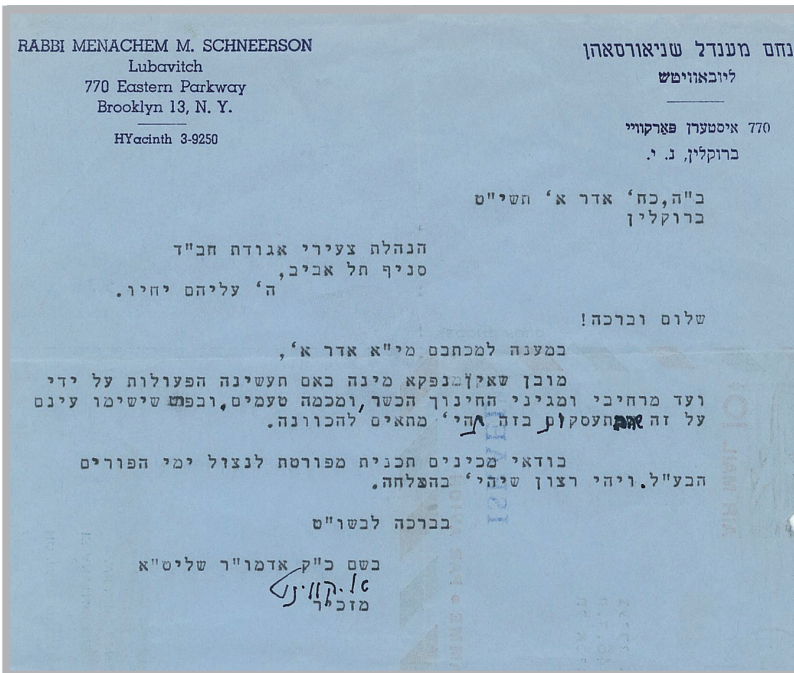 RABBI MENACHEM M. SCHNEERSON
Lubavitch
770 Eastern Parkway
Brooklyn 13, N. Y.
HYacinth 3-9250
נחם מענדל שניאורסאהן
ליובאוויטש
770 איסטערן פארקוויי
ברוקלין, נ. י.
ב"ה, כח' אדר א' תשי"ט
ברוקלין
הנהלת צעירי אגודת חב"ד
סניף תל אביב,
ה' עליהם יחיו.
שלום וברכה!
במענה למכתבם מי"א אדר א',
מובן שאין נפקא מינה באם תעשינה הפעולות על ידי
ועד מרחיבי ומגיני החינוך הכשר, ומכמה טעמים, ובפרט שישימו עינם
על זה בזה מתאים להכוונה.
בודאי מכינים תכנית מפורטת לנצול ימי הפורים
הבע"ל. ויהי רצון שיהי' בהצלחה.
בברכה לבשו"ט
בשם כ"ק אדמו"ר שליט"א
מזכיר
AIR MAIL
ISRAEL